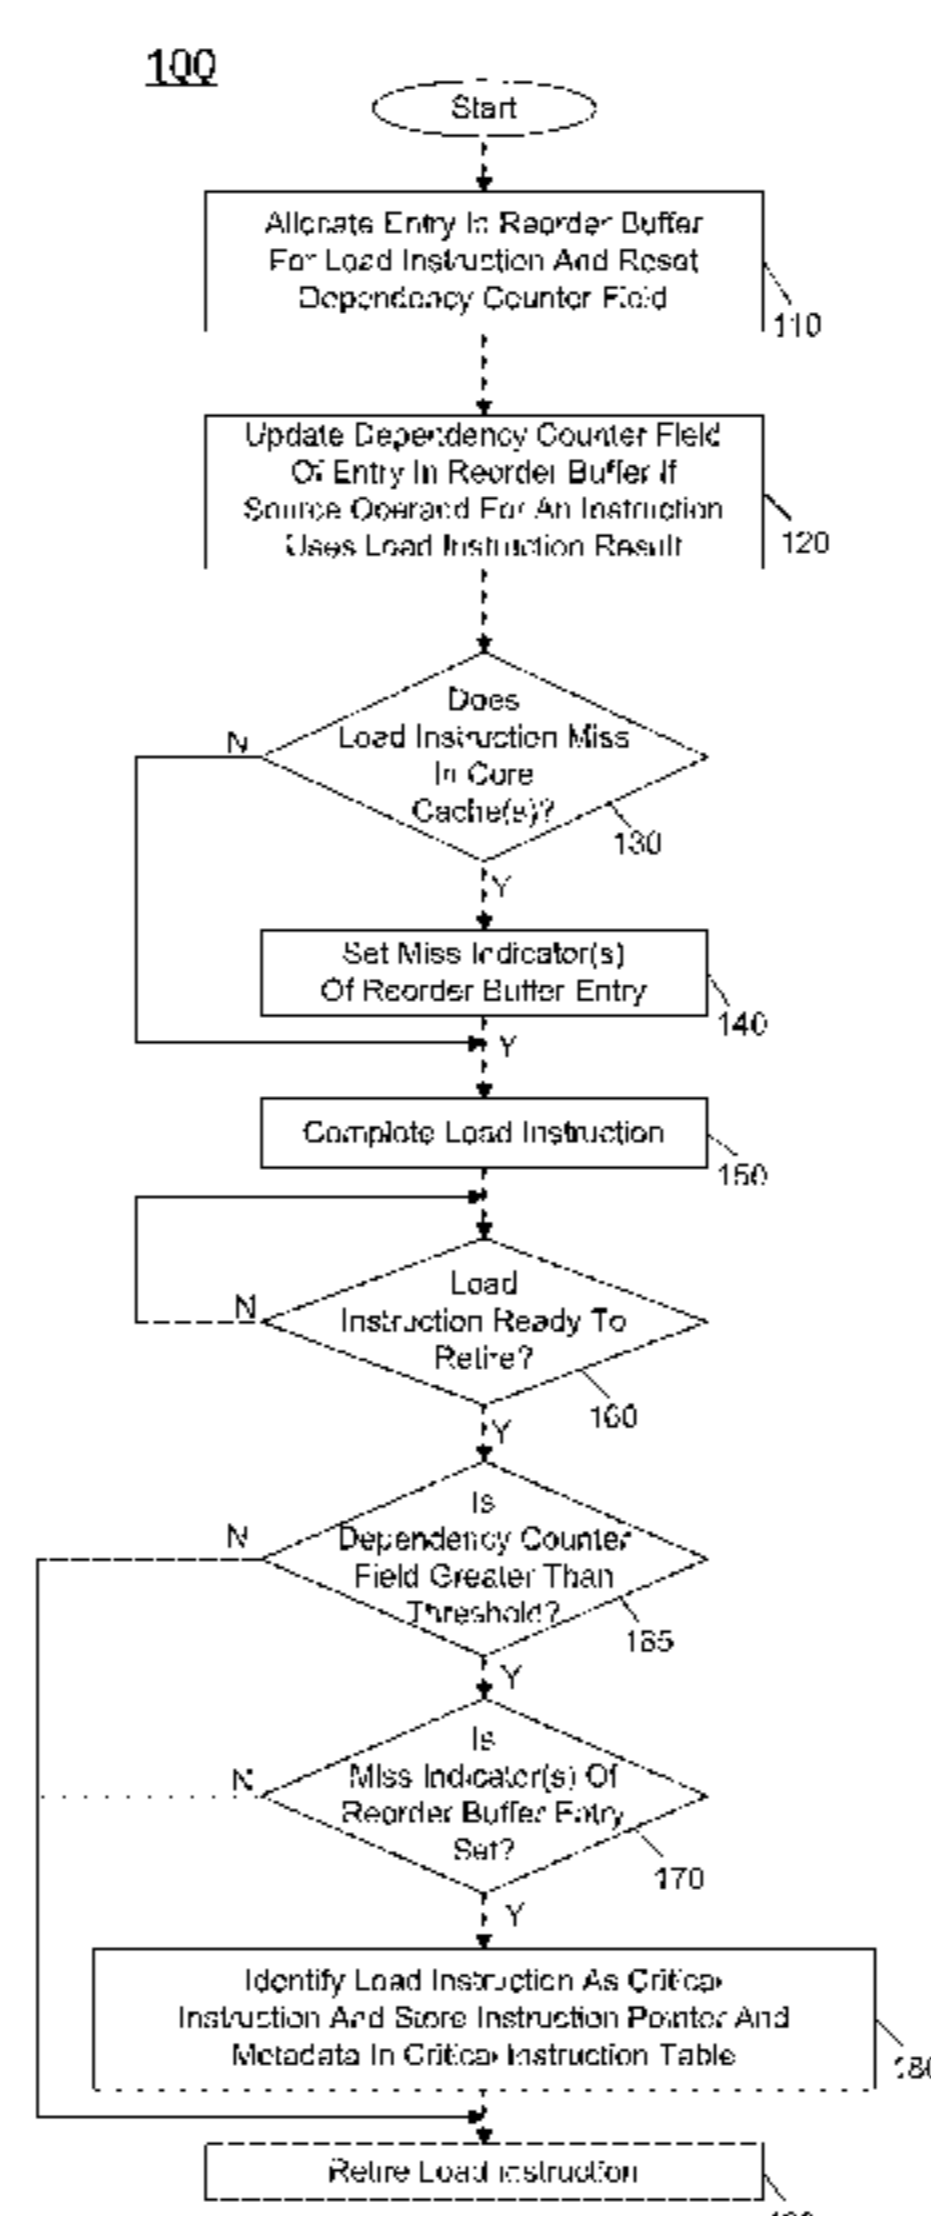 100
Start
Allocate Entry In Reorder Buffer
For Load Instruction And Reset
Dependency Counter Field
110
Update Dependency Counter Field
Of Entry In Reorder Buffer If
Source Operand For An Instruction
Uses Load Instruction Result
120
Does
Load Instruction Miss
In Core
Cache(s)?
N
130
Y
Set Miss Indicator(s)
Of Reorder Buffer Entry
140
Y
Complete Load Instruction
150
Load
Instruction Ready To
Retire?
N
160
Y
Is
Dependency Counter
Field Greater Than
Threshold?
N
165
Y
Is
Miss Indicator(s) Of
Reorder Buffer Entry
Set?
N
170
Y
Identify Load Instruction As Critical
Instruction And Store Instruction Pointer And
Metadata In Critical Instruction Table
180
Retire Load Instruction